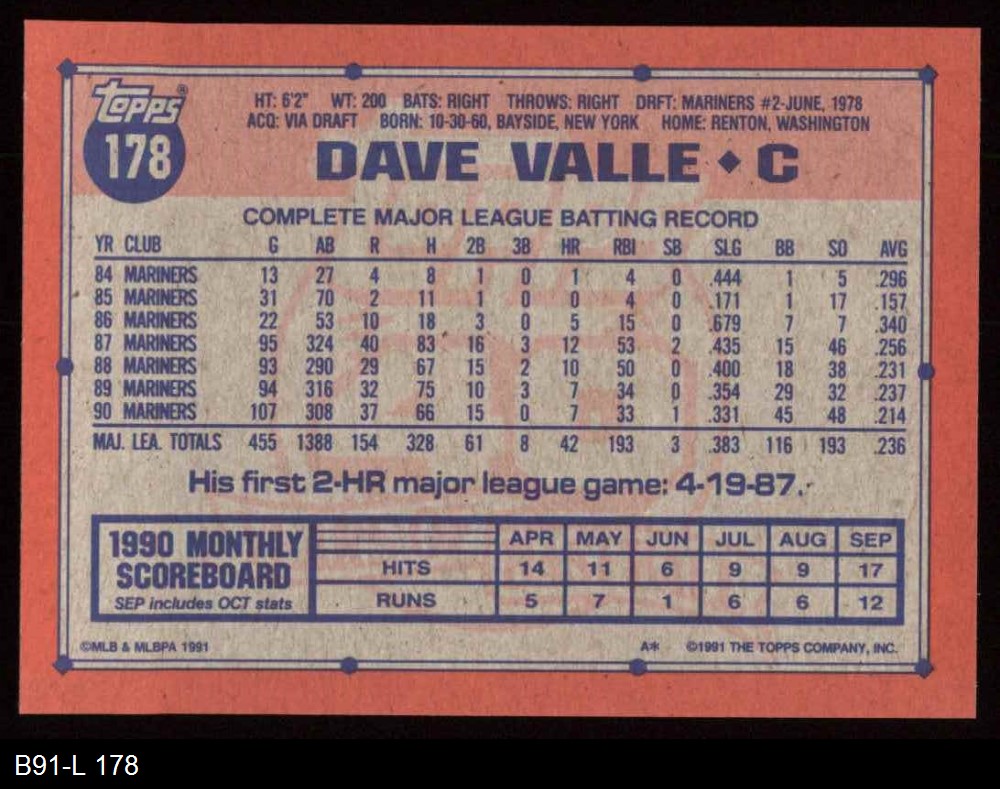 Topps®
178
HT: 6'2" WT: 200 BATS: RIGHT THROWS: RIGHT DRFT: MARINERS #2-JUNE, 1978
ACQ: VIA DRAFT BORN: 10-30-60, BAYSIDE, NEW YORK HOME: RENTON, WASHINGTON
DAVE VALLE ♦ C
COMPLETE MAJOR LEAGUE BATTING RECORD
YR CLUB G AB R H 2B 3B HR RBI SB SLG BB SO AVG
84 MARINERS 13 27 4 8 1 0 1 4 0 .444 1 5 .296
85 MARINERS 31 70 2 11 1 0 0 4 0 .171 1 17 .157
86 MARINERS 22 53 10 18 3 0 5 15 0 .679 7 7 .340
87 MARINERS 95 324 40 83 16 3 12 53 2 .435 15 46 .256
88 MARINERS 93 290 29 67 15 2 10 50 0 .400 18 38 .231
89 MARINERS 94 316 32 75 10 3 7 34 0 .354 29 32 .237
90 MARINERS 107 308 37 66 15 0 7 33 1 .331 45 48 .214
MAJ. LEA. TOTALS 455 1388 154 328 61 8 42 193 3 .383 116 193 .236
His first 2-HR major league game: 4-19-87.
1990 MONTHLY
SCOREBOARD
SEP includes OCT stats
APR MAY JUN JUL AUG SEP
HITS 14 11 6 9 9 17
RUNS 5 7 1 6 6 12
©MLB & MLBPA 1991 A* ©1991 THE TOPPS COMPANY, INC.
B91-L 178